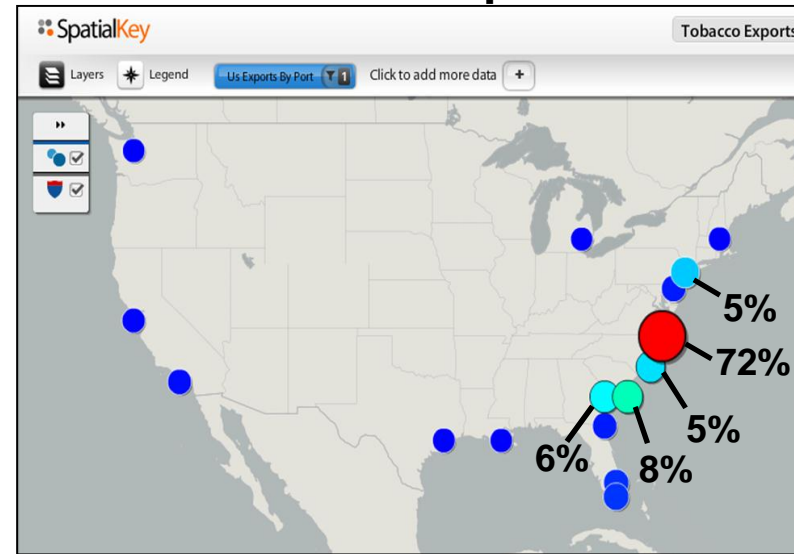 SpatialKey
Tobacco Exports
Layers
Legend
Us Exports By Port
1
Click to add more data
+
5%
72%
5%
6%
8%